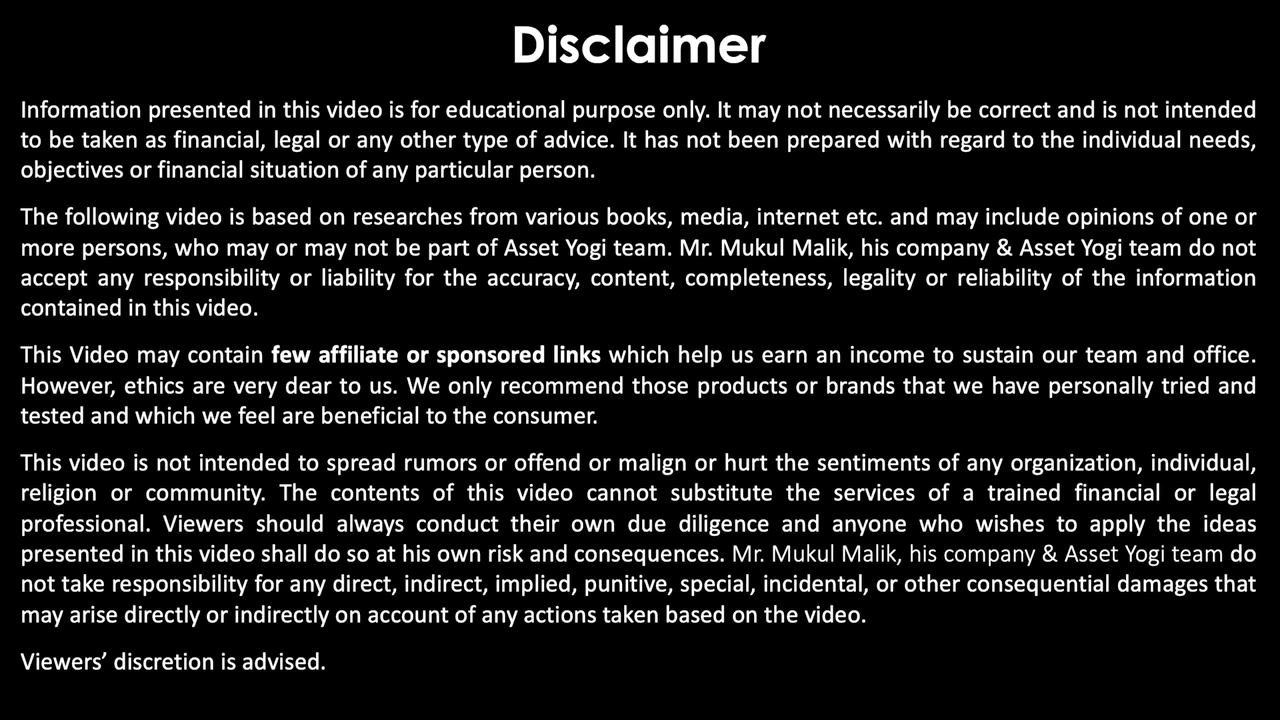 Disclaimer
Information presented in this video is for educational purpose only. It may not necessarily be correct and is not intended
to be taken as financial, legal or any other type of advice. It has not been prepared with regard to the individual needs,
objectives or financial situation of any particular person.
The following video is based on researches from various books, media, internet etc. and may include opinions of one or
more persons, who may or may not be part of Asset Yogi team. Mr. Mukul Malik, his company & Asset Yogi team do not
accept any responsibility or liability for the accuracy, content, completeness, legality or reliability of the information
contained in this video.
This Video may contain few affiliate or sponsored links which help us earn an income to sustain our team and office.
However, ethics are very dear to us. We only recommend those products or brands that we have personally tried and
tested and which we feel are beneficial to the consumer.
This video is not intended to spread rumors or offend or malign or hurt the sentiments of any organization, individual,
religion or community. The contents of this video cannot substitute the services of a trained financial or legal
professional. Viewers should always conduct their own due diligence and anyone who wishes to apply the ideas
presented in this video shall do so at his own risk and consequences. Mr. Mukul Malik, his company & Asset Yogi team do
not take responsibility for any direct, indirect, implied, punitive, special, incidental, or other consequential damages that
may arise directly or indirectly on account of any actions taken based on the video.
Viewers’ discretion is advised.